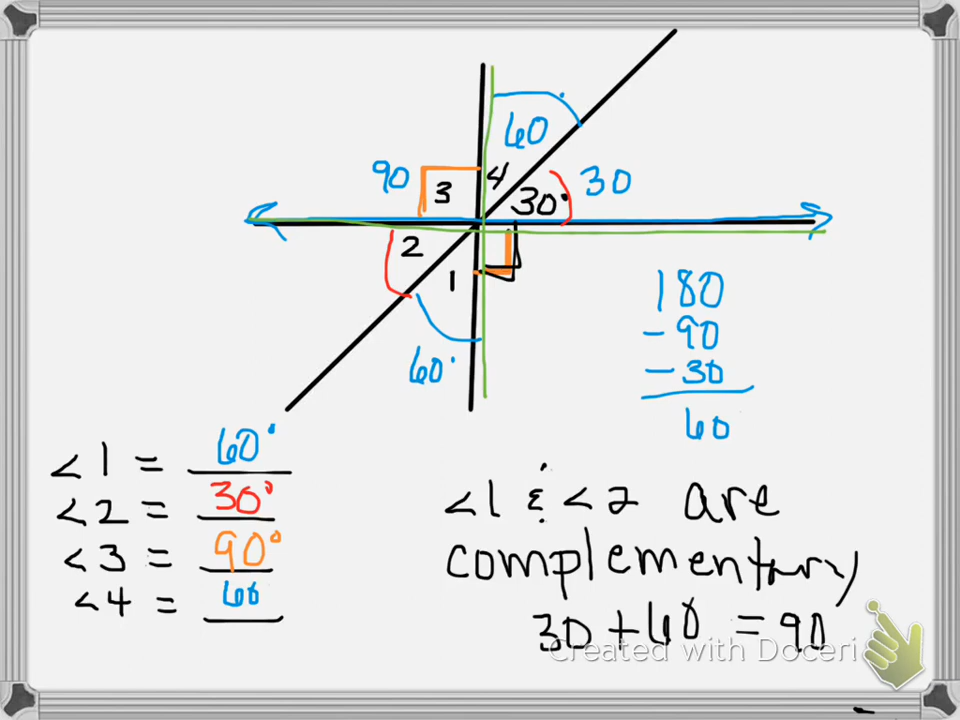 60
90
3
4
30°
30
2
1
60°
180
- 90
- 30
60
<1 = 60°
<2 = 30°
<3 = 90°
<4 = 60
<1 & <2 are
complementary
30 + 60 = 90
Created with Doceri